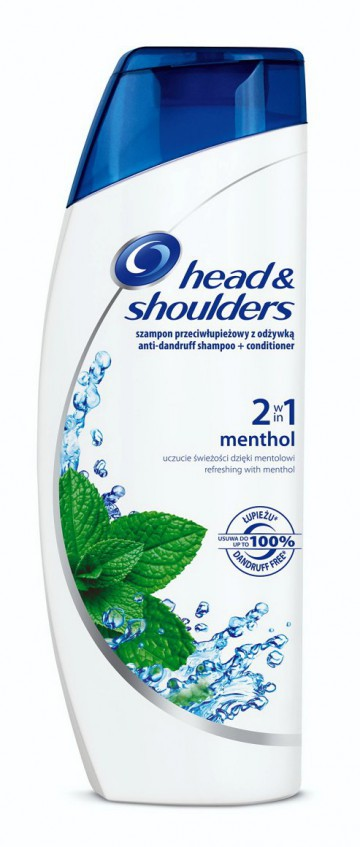 head &
shoulders
szampon przeciwłupieżowy z odżywką
anti-dandruff shampoo + conditioner
2 w in 1
menthol
uczucie świeżości dzięki mentolowi
refreshing with menthol
ŁUPIEŻU*
USUWA DO
UP TO 100%
DANDRUFF FREE*